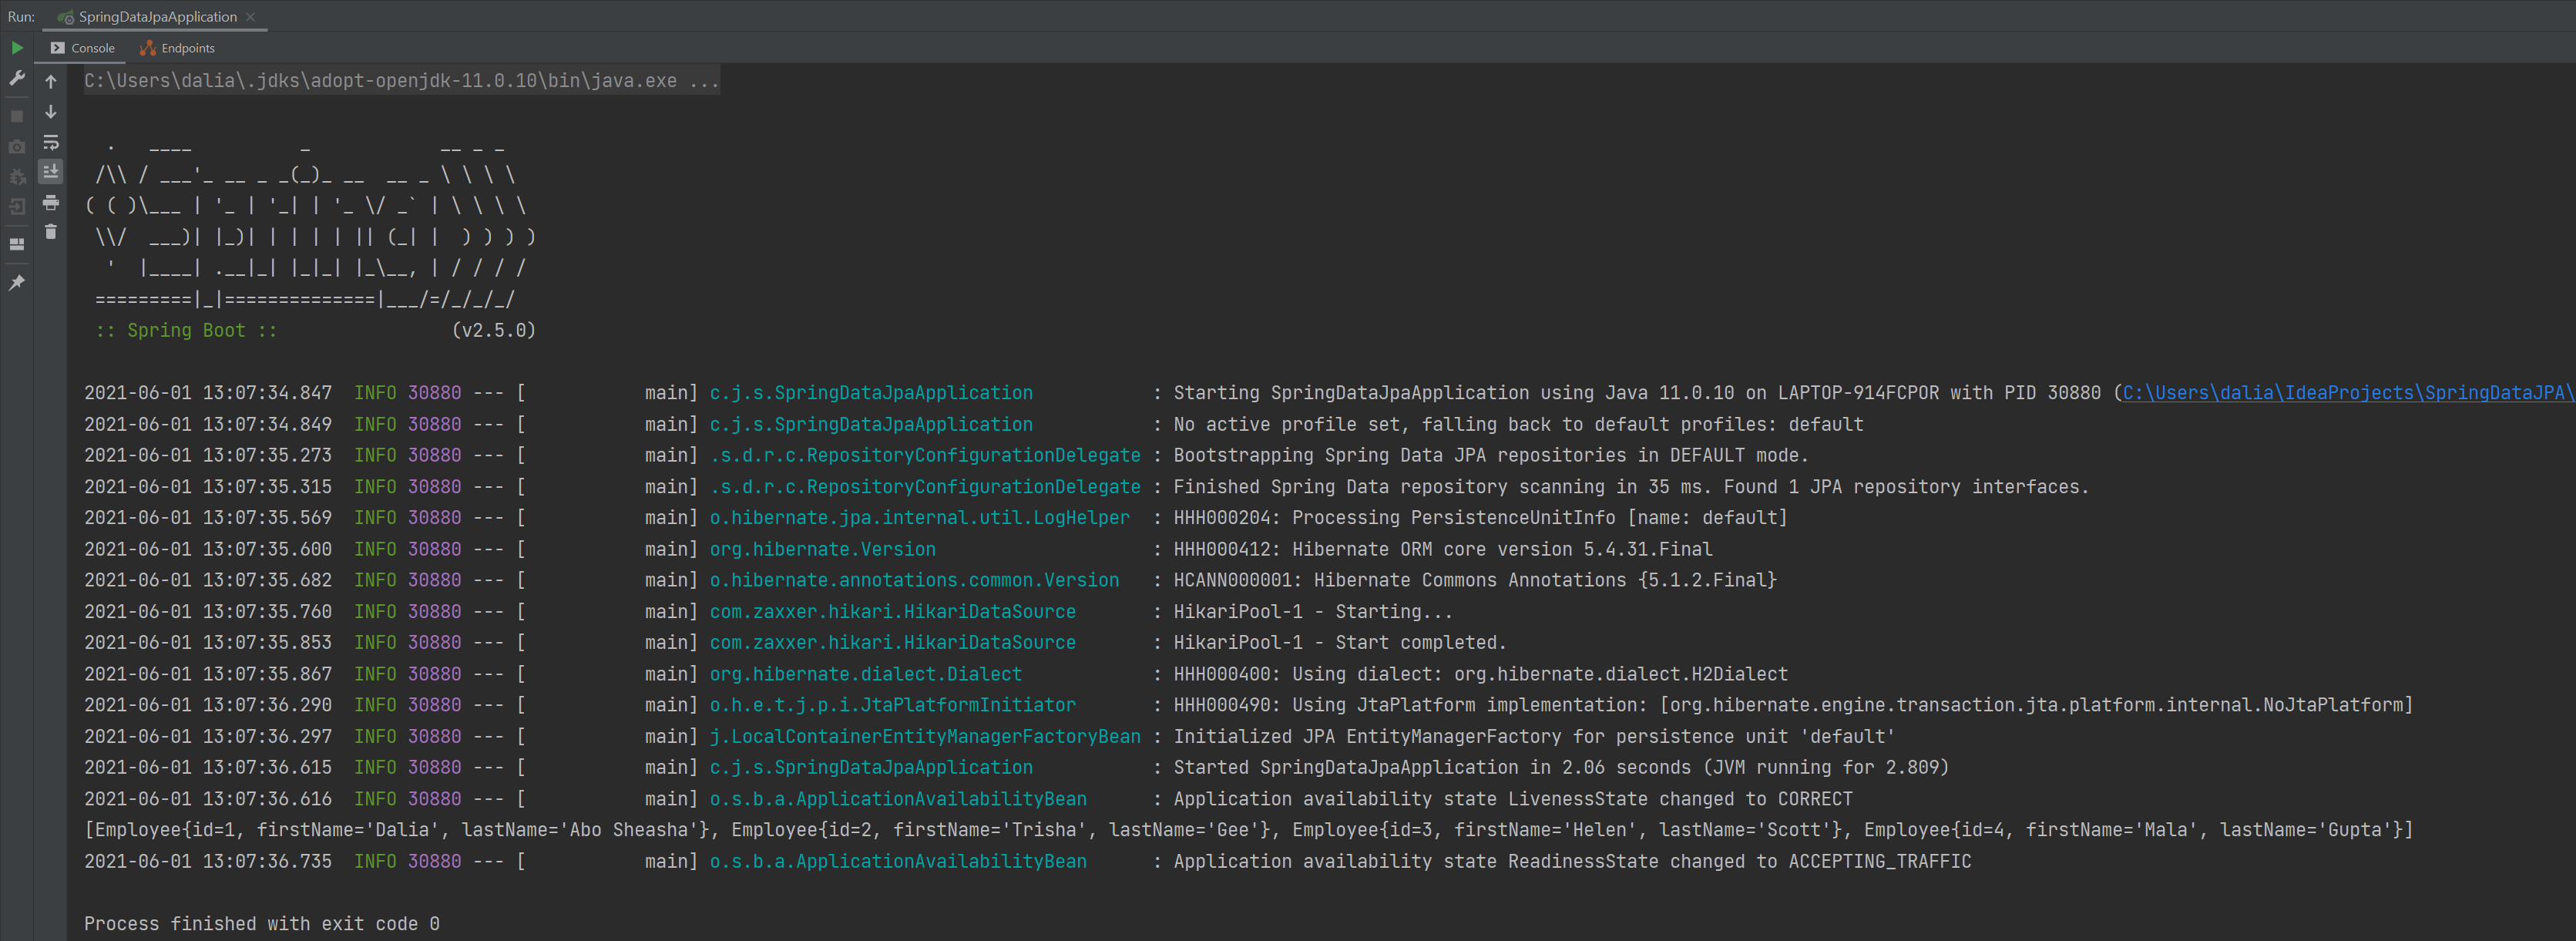 Run: SpringDataJpaApplication
Console Endpoints
C:\Users\dalia\.jdks\adopt-openjdk-11.0.10\bin\java.exe ...
  .   ____          _            __ _ _
 /\\ / ___'_ __ _ _(_)_ __  __ _ \ \ \ \
( ( )\___ | '_ | '_| | '_ \/ _` | \ \ \ \
 \\/  ___)| |_)| | | | | || (_| |  ) ) ) )
  '  |____| .__|_| |_|_| |_\__, | / / / /
 =========|_|==============|___/=/_/_/_/
 :: Spring Boot ::                (v2.5.0)
2021-06-01 13:07:34.847  INFO 30880 --- [           main] c.j.s.SpringDataJpaApplication           : Starting SpringDataJpaApplication using Java 11.0.10 on LAPTOP-914FCPOR with PID 30880 (C:\Users\dalia\IdeaProjects\SpringDataJPA\
2021-06-01 13:07:34.849  INFO 30880 --- [           main] c.j.s.SpringDataJpaApplication           : No active profile set, falling back to default profiles: default
2021-06-01 13:07:35.273  INFO 30880 --- [           main] .s.d.r.c.RepositoryConfigurationDelegate : Bootstrapping Spring Data JPA repositories in DEFAULT mode.
2021-06-01 13:07:35.315  INFO 30880 --- [           main] .s.d.r.c.RepositoryConfigurationDelegate : Finished Spring Data repository scanning in 35 ms. Found 1 JPA repository interfaces.
2021-06-01 13:07:35.569  INFO 30880 --- [           main] o.hibernate.jpa.internal.util.LogHelper  : HHH000204: Processing PersistenceUnitInfo [name: default]
2021-06-01 13:07:35.600  INFO 30880 --- [           main] org.hibernate.Version                    : HHH000412: Hibernate ORM core version 5.4.31.Final
2021-06-01 13:07:35.682  INFO 30880 --- [           main] o.hibernate.annotations.common.Version   : HCANN000001: Hibernate Commons Annotations {5.1.2.Final}
2021-06-01 13:07:35.760  INFO 30880 --- [           main] com.zaxxer.hikari.HikariDataSource       : HikariPool-1 - Starting...
2021-06-01 13:07:35.853  INFO 30880 --- [           main] com.zaxxer.hikari.HikariDataSource       : HikariPool-1 - Start completed.
2021-06-01 13:07:35.867  INFO 30880 --- [           main] org.hibernate.dialect.Dialect            : HHH000400: Using dialect: org.hibernate.dialect.H2Dialect
2021-06-01 13:07:36.290  INFO 30880 --- [           main] o.h.e.t.j.p.i.JtaPlatformInitiator       : HHH000490: Using JtaPlatform implementation: [org.hibernate.engine.transaction.jta.platform.internal.NoJtaPlatform]
2021-06-01 13:07:36.297  INFO 30880 --- [           main] j.LocalContainerEntityManagerFactoryBean : Initialized JPA EntityManagerFactory for persistence unit 'default'
2021-06-01 13:07:36.615  INFO 30880 --- [           main] c.j.s.SpringDataJpaApplication           : Started SpringDataJpaApplication in 2.06 seconds (JVM running for 2.809)
2021-06-01 13:07:36.616  INFO 30880 --- [           main] o.s.b.a.ApplicationAvailabilityBean      : Application availability state LivenessState changed to CORRECT
[Employee{id=1, firstName='Dalia', lastName='Abo Sheasha'}, Employee{id=2, firstName='Trisha', lastName='Gee'}, Employee{id=3, firstName='Helen', lastName='Scott'}, Employee{id=4, firstName='Mala', lastName='Gupta'}]
2021-06-01 13:07:36.735  INFO 30880 --- [           main] o.s.b.a.ApplicationAvailabilityBean      : Application availability state ReadinessState changed to ACCEPTING_TRAFFIC
Process finished with exit code 0